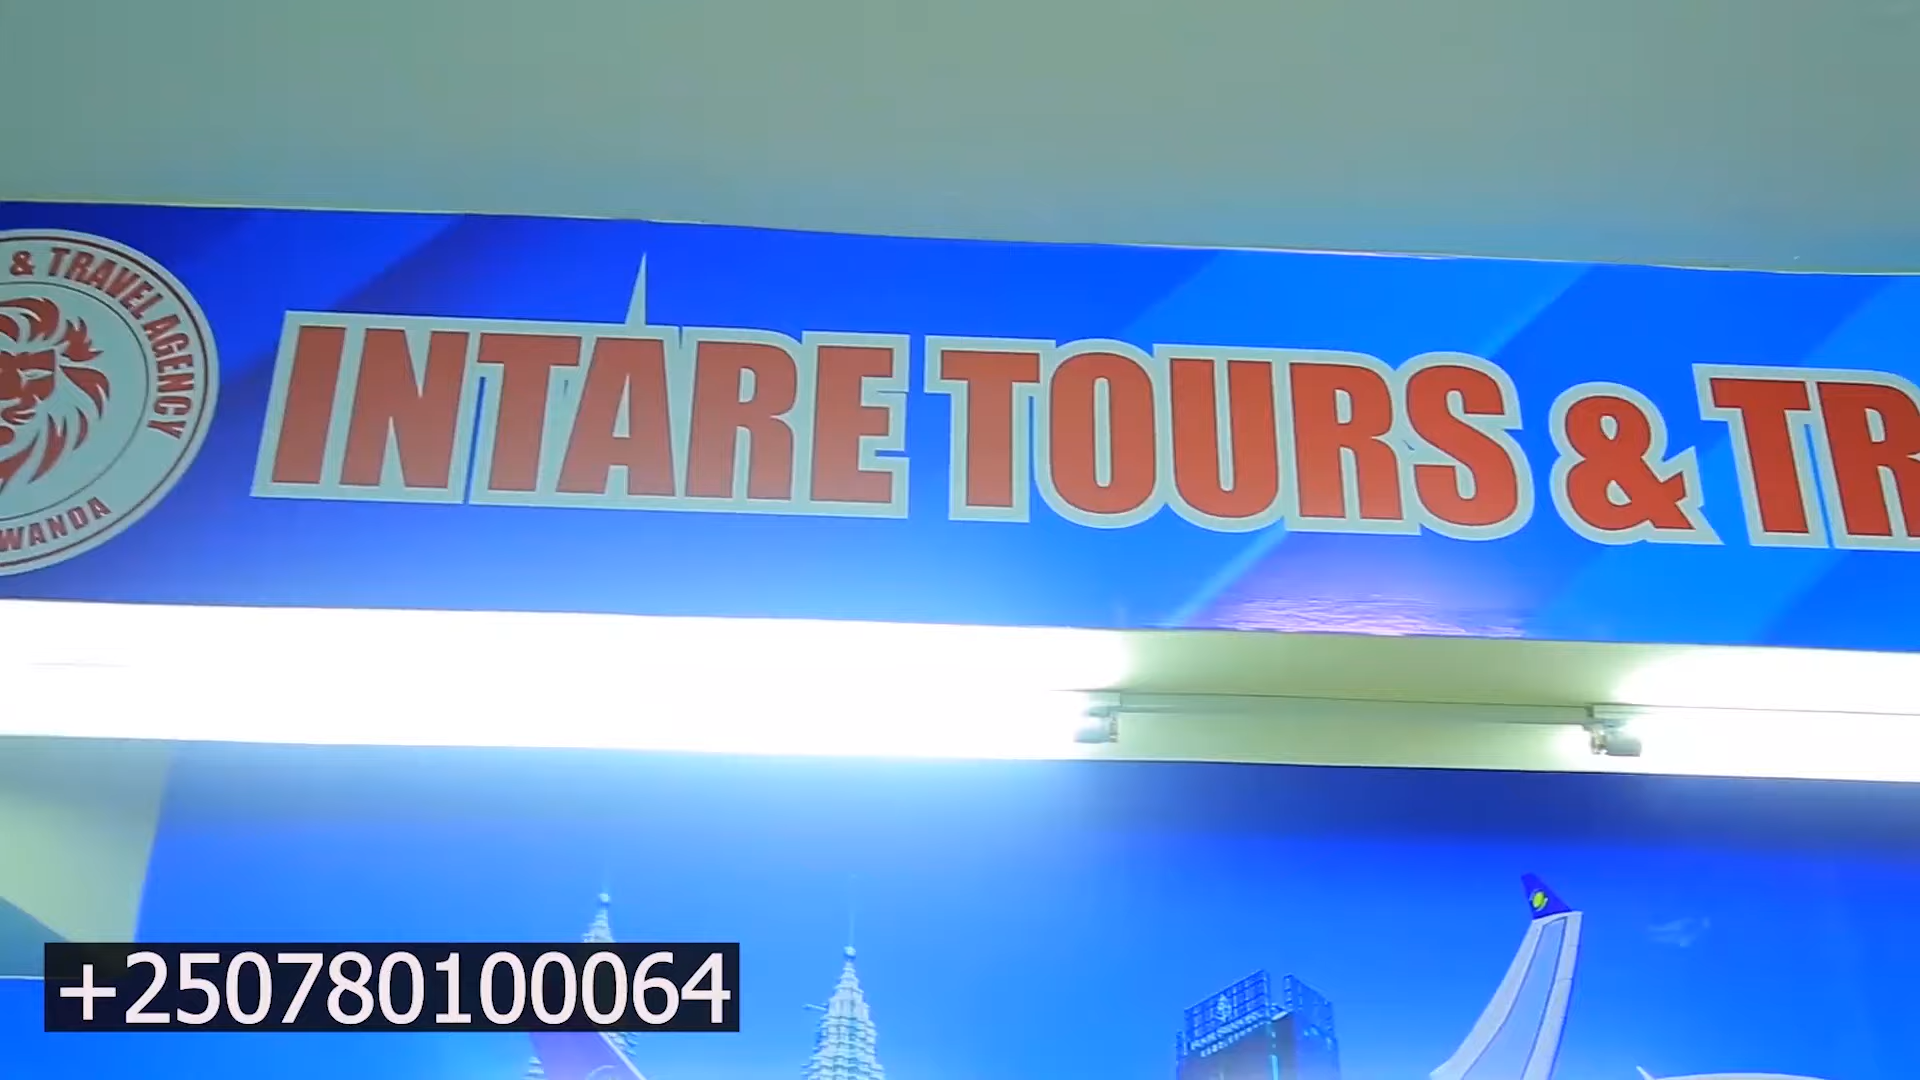 & TRAVEL AGENCY
WANDA
INTARE TOURS & TR
+250780100064